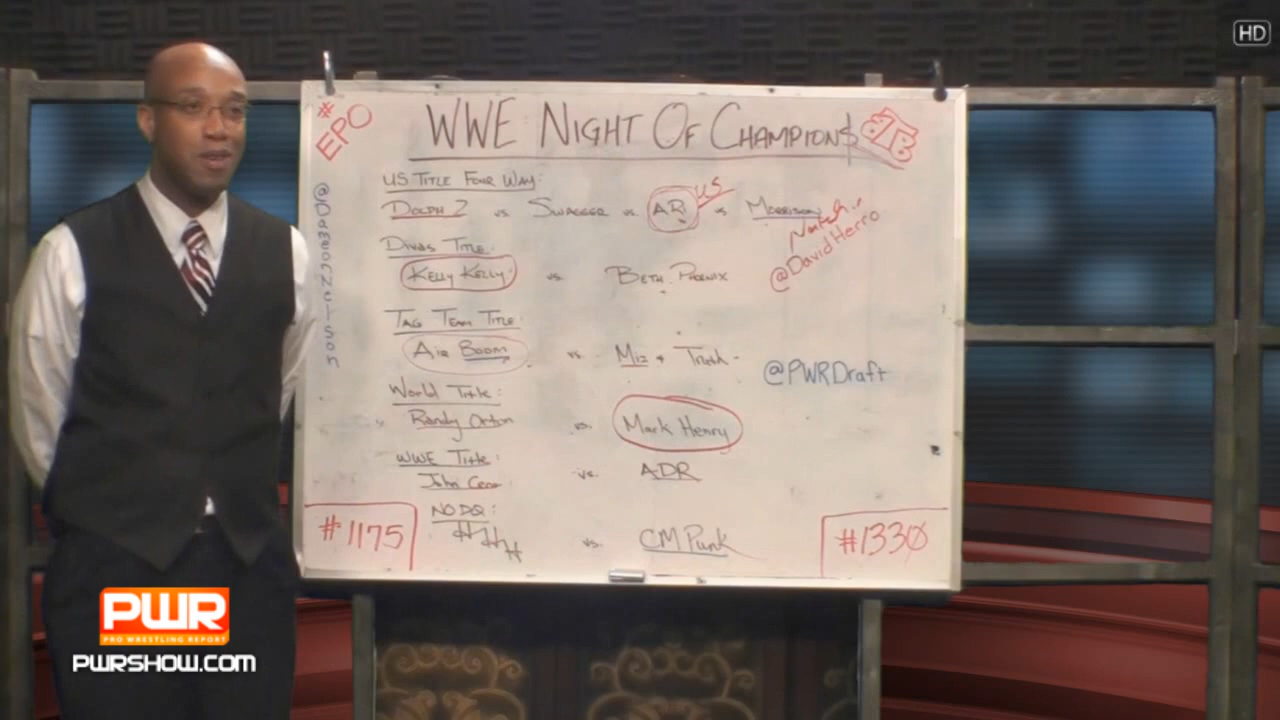 HD
#
EPO
WWE NIGHT OF CHAMPION$
@DameonNelson
US TITLE FOUR WAY:
DOLPH Z vs. SWAGGER vs. AR vs MORRISON
US
@DavidHerro
DIVAS TITLE:
KELLY KELLY vs. BETH PHOENIX
TAG TEAM TITLE:
AIR BOOM vs. MIZ + Truth
@PWRDraft
World Title:
Randy Orton vs. Mark Henry
WWE Title:
John Cena vs. ADR
NO DQ:
HHH vs. CM Punk
#1175
#1330
PWR
PRO WRESTLING REPORT
PWRSHOW.COM